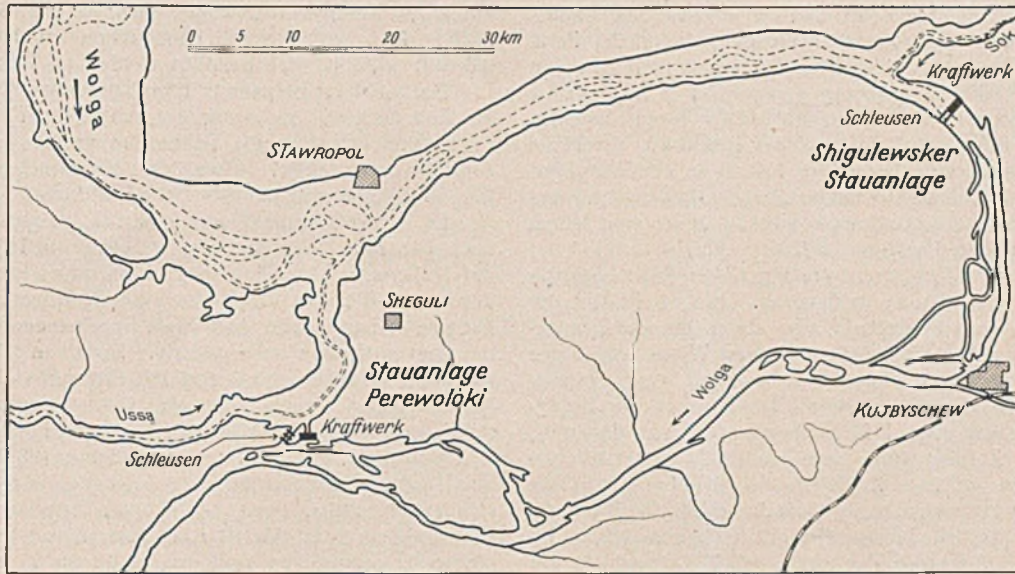 Wolga
0 5 10 20 30 km
Sok
Kraftwerk
Schleusen
Shigulewsker
Stauanlage
STAWROPOL
SHEGULI
Stauanlage
Perewolóki
Wolga
KUJBYSCHEW
Ussa
Kraftwerk
Schleusen